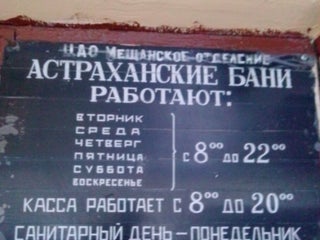 ЦАО МЕЩАНСКОЕ ОТДЕЛЕНИЕ
АСТРАХАНСКИЕ БАНИ
РАБОТАЮТ:
ВТОРНИК
СРЕДА
ЧЕТВЕРГ
ПЯТНИЦА
СУББОТА
ВОСКРЕСЕНЬЕ
С 8⁰⁰ ДО 22⁰⁰
КАССА РАБОТАЕТ С 8⁰⁰ ДО 20⁰⁰
САНИТАРНЫЙ ДЕНЬ – ПОНЕДЕЛЬНИК